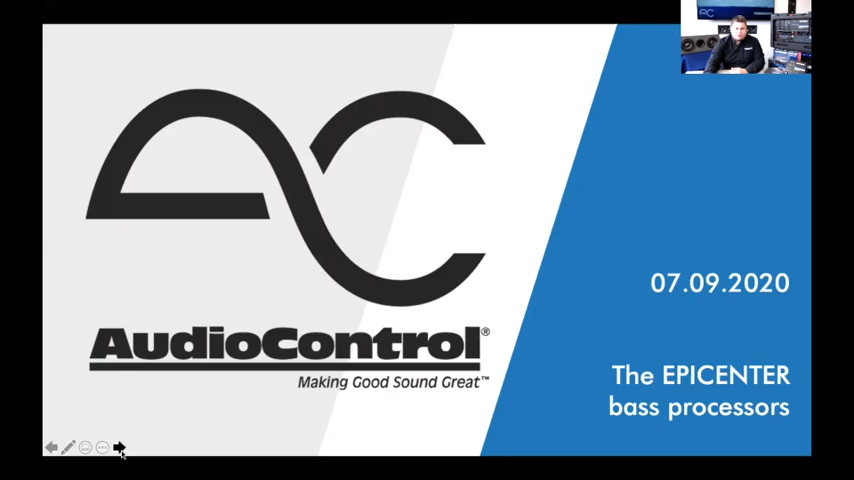 AudioControl®
Making Good Sound Great™
07.09.2020
The EPICENTER
bass processors